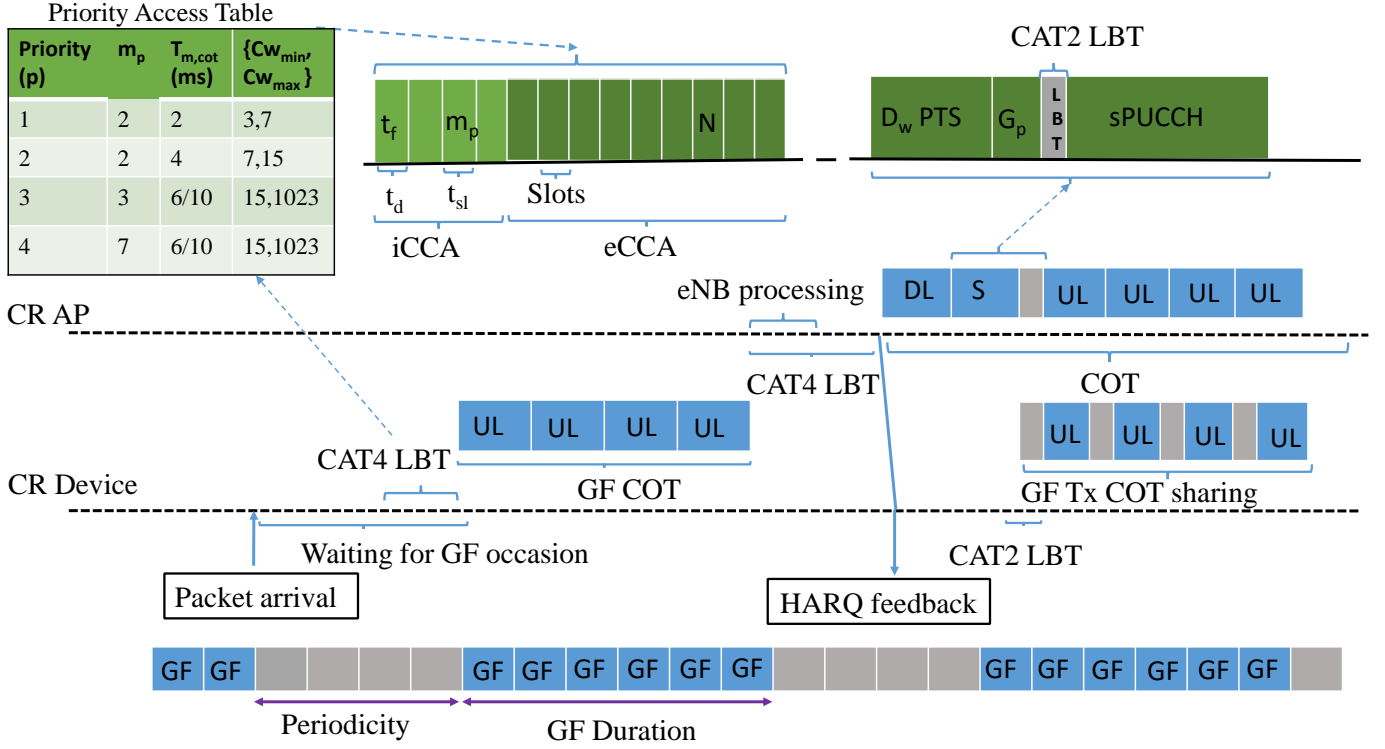 Priority Access Table
Priority (p) m_p T_m,cot (ms) {Cw_min, Cw_max}
1 2 2 3,7
2 2 4 7,15
3 3 6/10 15,1023
4 7 6/10 15,1023
t_f m_p N
t_d t_sl Slots
iCCA eCCA
CAT2 LBT
D_w PTS G_p LBT sPUCCH
eNB processing
DL S UL UL UL UL
CR AP
CAT4 LBT
COT
UL UL UL UL
UL UL UL UL
CAT4 LBT
GF COT
GF Tx COT sharing
CR Device
Waiting for GF occasion
CAT2 LBT
Packet arrival
HARQ feedback
GF GF GF GF GF GF GF GF GF GF GF GF GF GF
Periodicity
GF Duration